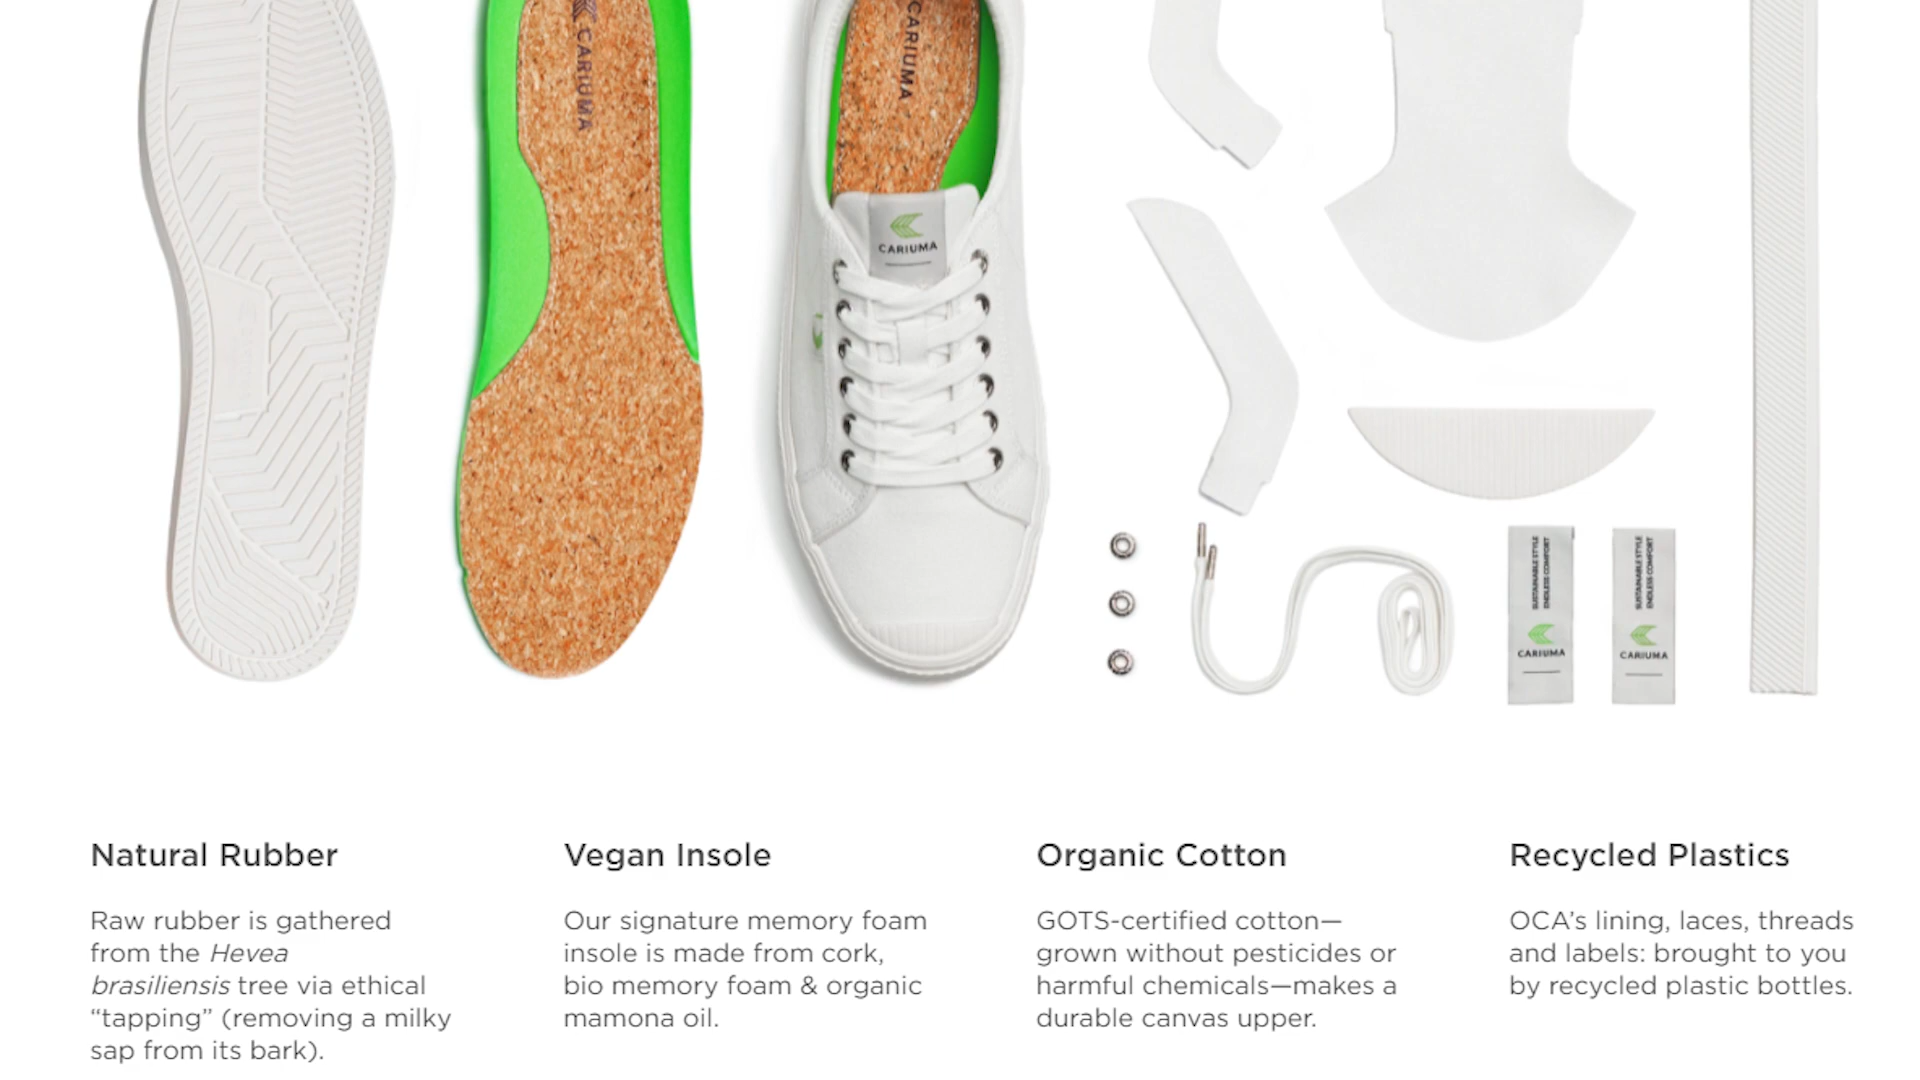 CARIUMA
CARIUMA
CARIUMA
SUSTAINABLE STYLE
ENDLESS COMFORT
CARIUMA
SUSTAINABLE STYLE
ENDLESS COMFORT
CARIUMA
Natural Rubber
Raw rubber is gathered
from the Hevea
brasiliensis tree via ethical
“tapping” (removing a milky
sap from its bark).
Vegan Insole
Our signature memory foam
insole is made from cork,
bio memory foam & organic
mamona oil.
Organic Cotton
GOTS-certified cotton—
grown without pesticides or
harmful chemicals—makes a
durable canvas upper.
Recycled Plastics
OCA’s lining, laces, threads
and labels: brought to you
by recycled plastic bottles.